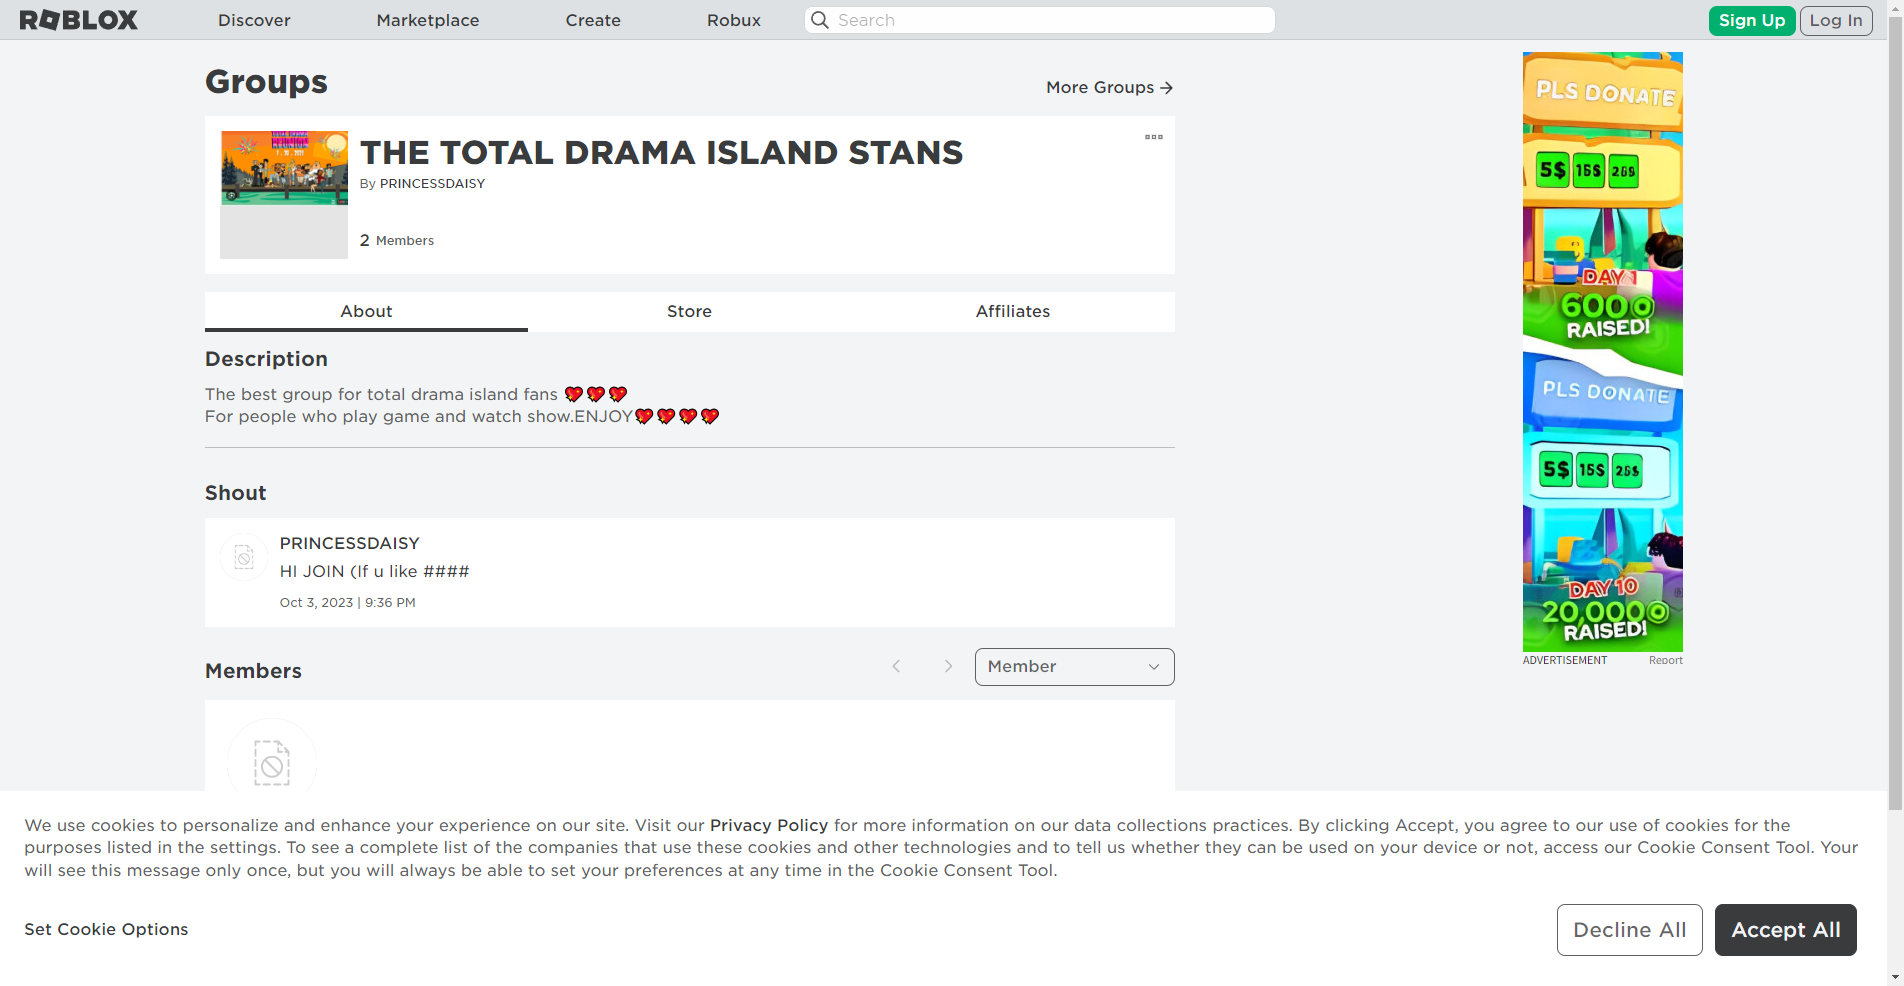 ROBLOX
Discover
Marketplace
Create
Robux
Search
Sign Up
Log In
Groups
More Groups →
THE TOTAL DRAMA ISLAND STANS
By PRINCESSDAISY
2 Members
About
Store
Affiliates
Description
The best group for total drama island fans 💖💖💖
For people who play game and watch show.ENJOY💖💖💖💖
Shout
PRINCESSDAISY
HI JOIN (If u like ####
Oct 3, 2023 | 9:36 PM
Members
Member
PLS DONATE
5$ 15$
DAY 1
600
RAISED!
PLS DONATE
5$ 15$ 25$
DAY 10
20,000
RAISED!
ADVERTISEMENT
Report
We use cookies to personalize and enhance your experience on our site. Visit our Privacy Policy for more information on our data collections practices. By clicking Accept, you agree to our use of cookies for the
purposes listed in the settings. To see a complete list of the companies that use these cookies and other technologies and to tell us whether they can be used on your device or not, access our Cookie Consent Tool. Your
will see this message only once, but you will always be able to set your preferences at any time in the Cookie Consent Tool.
Set Cookie Options
Decline All
Accept All